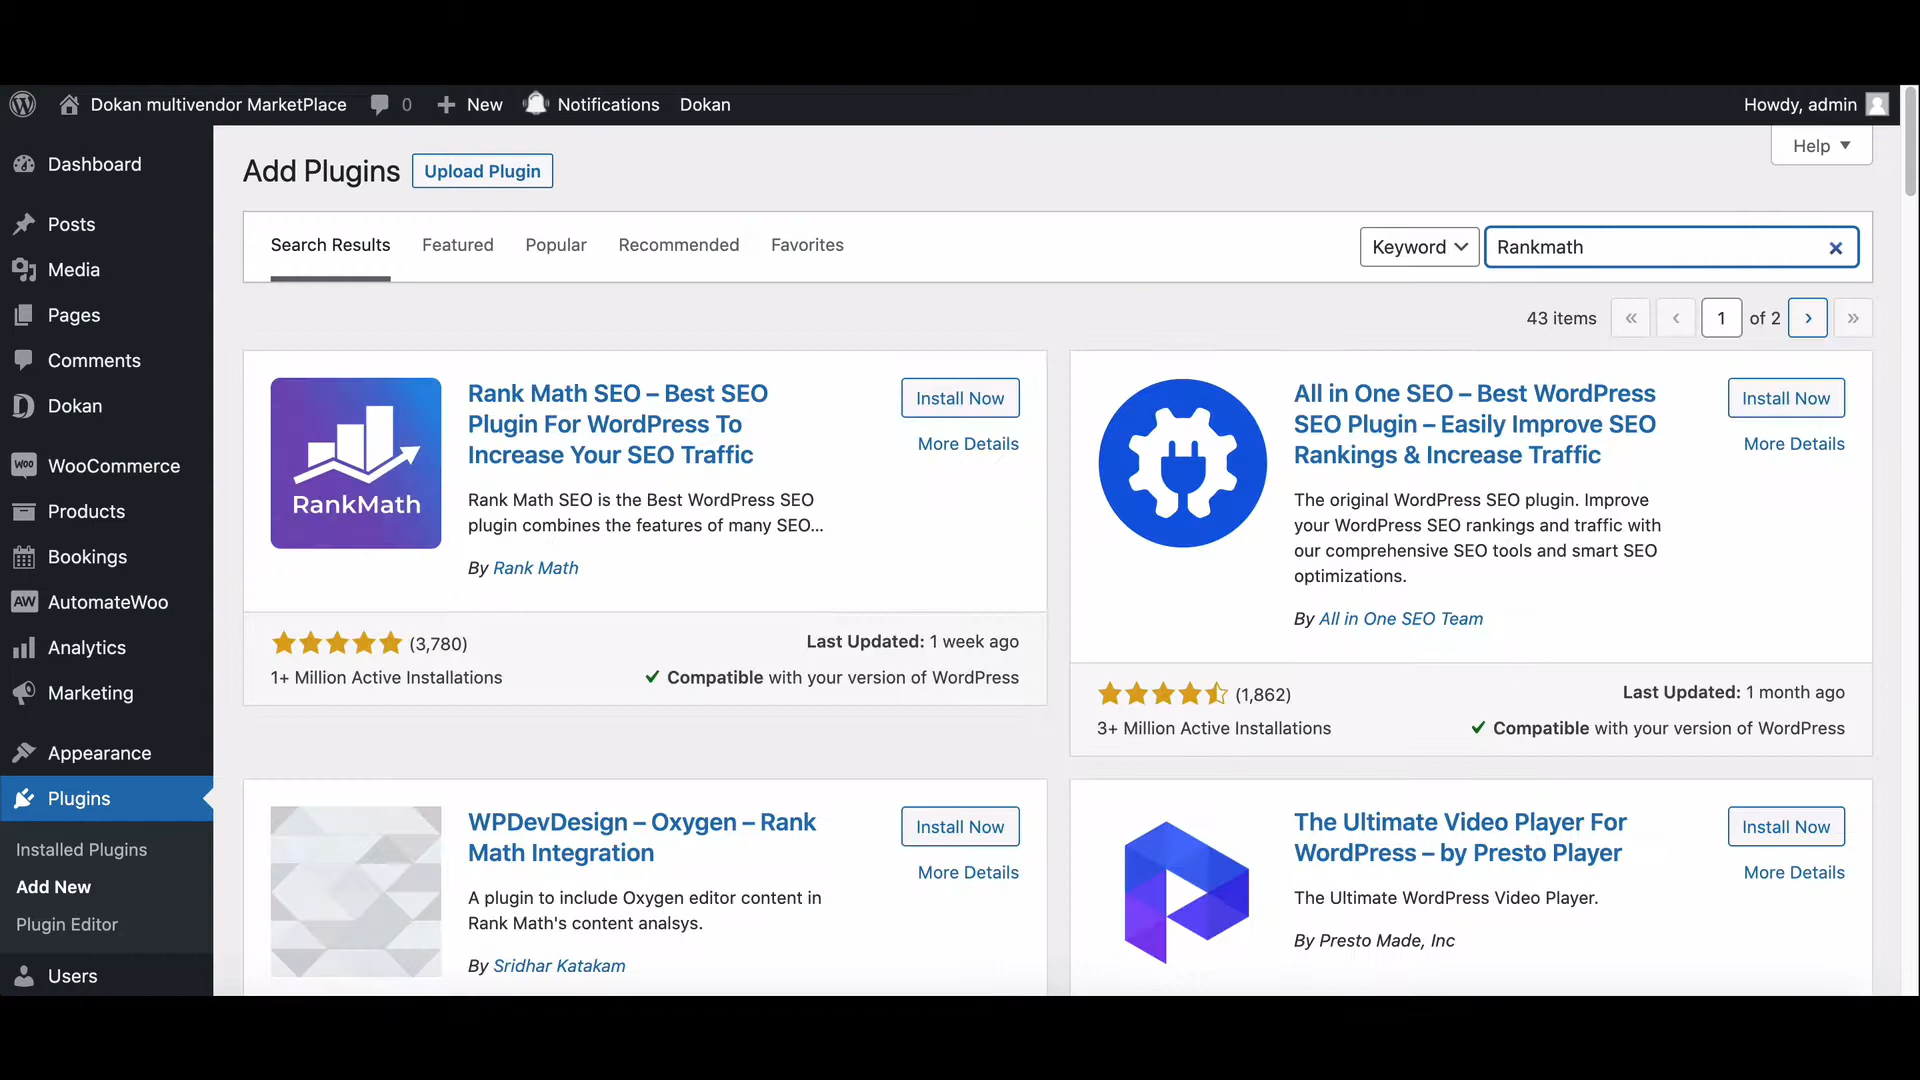 Dokan multivendor MarketPlace 0 New Notifications Dokan Howdy, admin
Dashboard
Posts
Media
Pages
Comments
Dokan
Woo WooCommerce
Products
Bookings
AW AutomateWoo
Analytics
Marketing
Appearance
Plugins
Installed Plugins
Add New
Plugin Editor
Users
Help
Add Plugins Upload Plugin
Search Results Featured Popular Recommended Favorites Keyword Rankmath
43 items « ‹ 1 of 2 › »
RankMath
Rank Math SEO – Best SEO
Plugin For WordPress To
Increase Your SEO Traffic
Install Now
More Details
Rank Math SEO is the Best WordPress SEO
plugin combines the features of many SEO...
By Rank Math
(3,780)
Last Updated: 1 week ago
1+ Million Active Installations
Compatible with your version of WordPress
All in One SEO – Best WordPress
SEO Plugin – Easily Improve SEO
Rankings & Increase Traffic
Install Now
More Details
The original WordPress SEO plugin. Improve
your WordPress SEO rankings and traffic with
our comprehensive SEO tools and smart SEO
optimizations.
By All in One SEO Team
(1,862)
Last Updated: 1 month ago
3+ Million Active Installations
Compatible with your version of WordPress
WPDevDesign – Oxygen – Rank
Math Integration
Install Now
More Details
A plugin to include Oxygen editor content in
Rank Math's content analsys.
By Sridhar Katakam
The Ultimate Video Player For
WordPress – by Presto Player
Install Now
More Details
The Ultimate WordPress Video Player.
By Presto Made, Inc